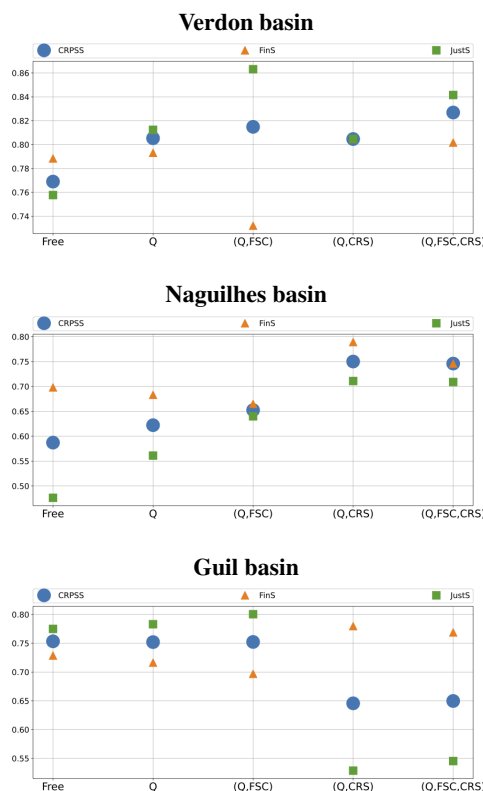 Verdon basin
CRPSS FinS JustS
0.86
0.84
0.82
0.80
0.78
0.76
0.74
Free Q (Q,FSC) (Q,CRS) (Q,FSC,CRS)
Naguilhes basin
CRPSS FinS JustS
0.80
0.75
0.70
0.65
0.60
0.55
0.50
Free Q (Q,FSC) (Q,CRS) (Q,FSC,CRS)
Guil basin
CRPSS FinS JustS
0.80
0.75
0.70
0.65
0.60
0.55
Free Q (Q,FSC) (Q,CRS) (Q,FSC,CRS)